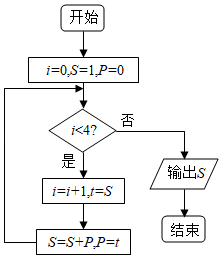 开始
i=0,S=1,P=0
i<4?
否
是
i=i+1,t=S
输出S
S=S+P,P=t
结束